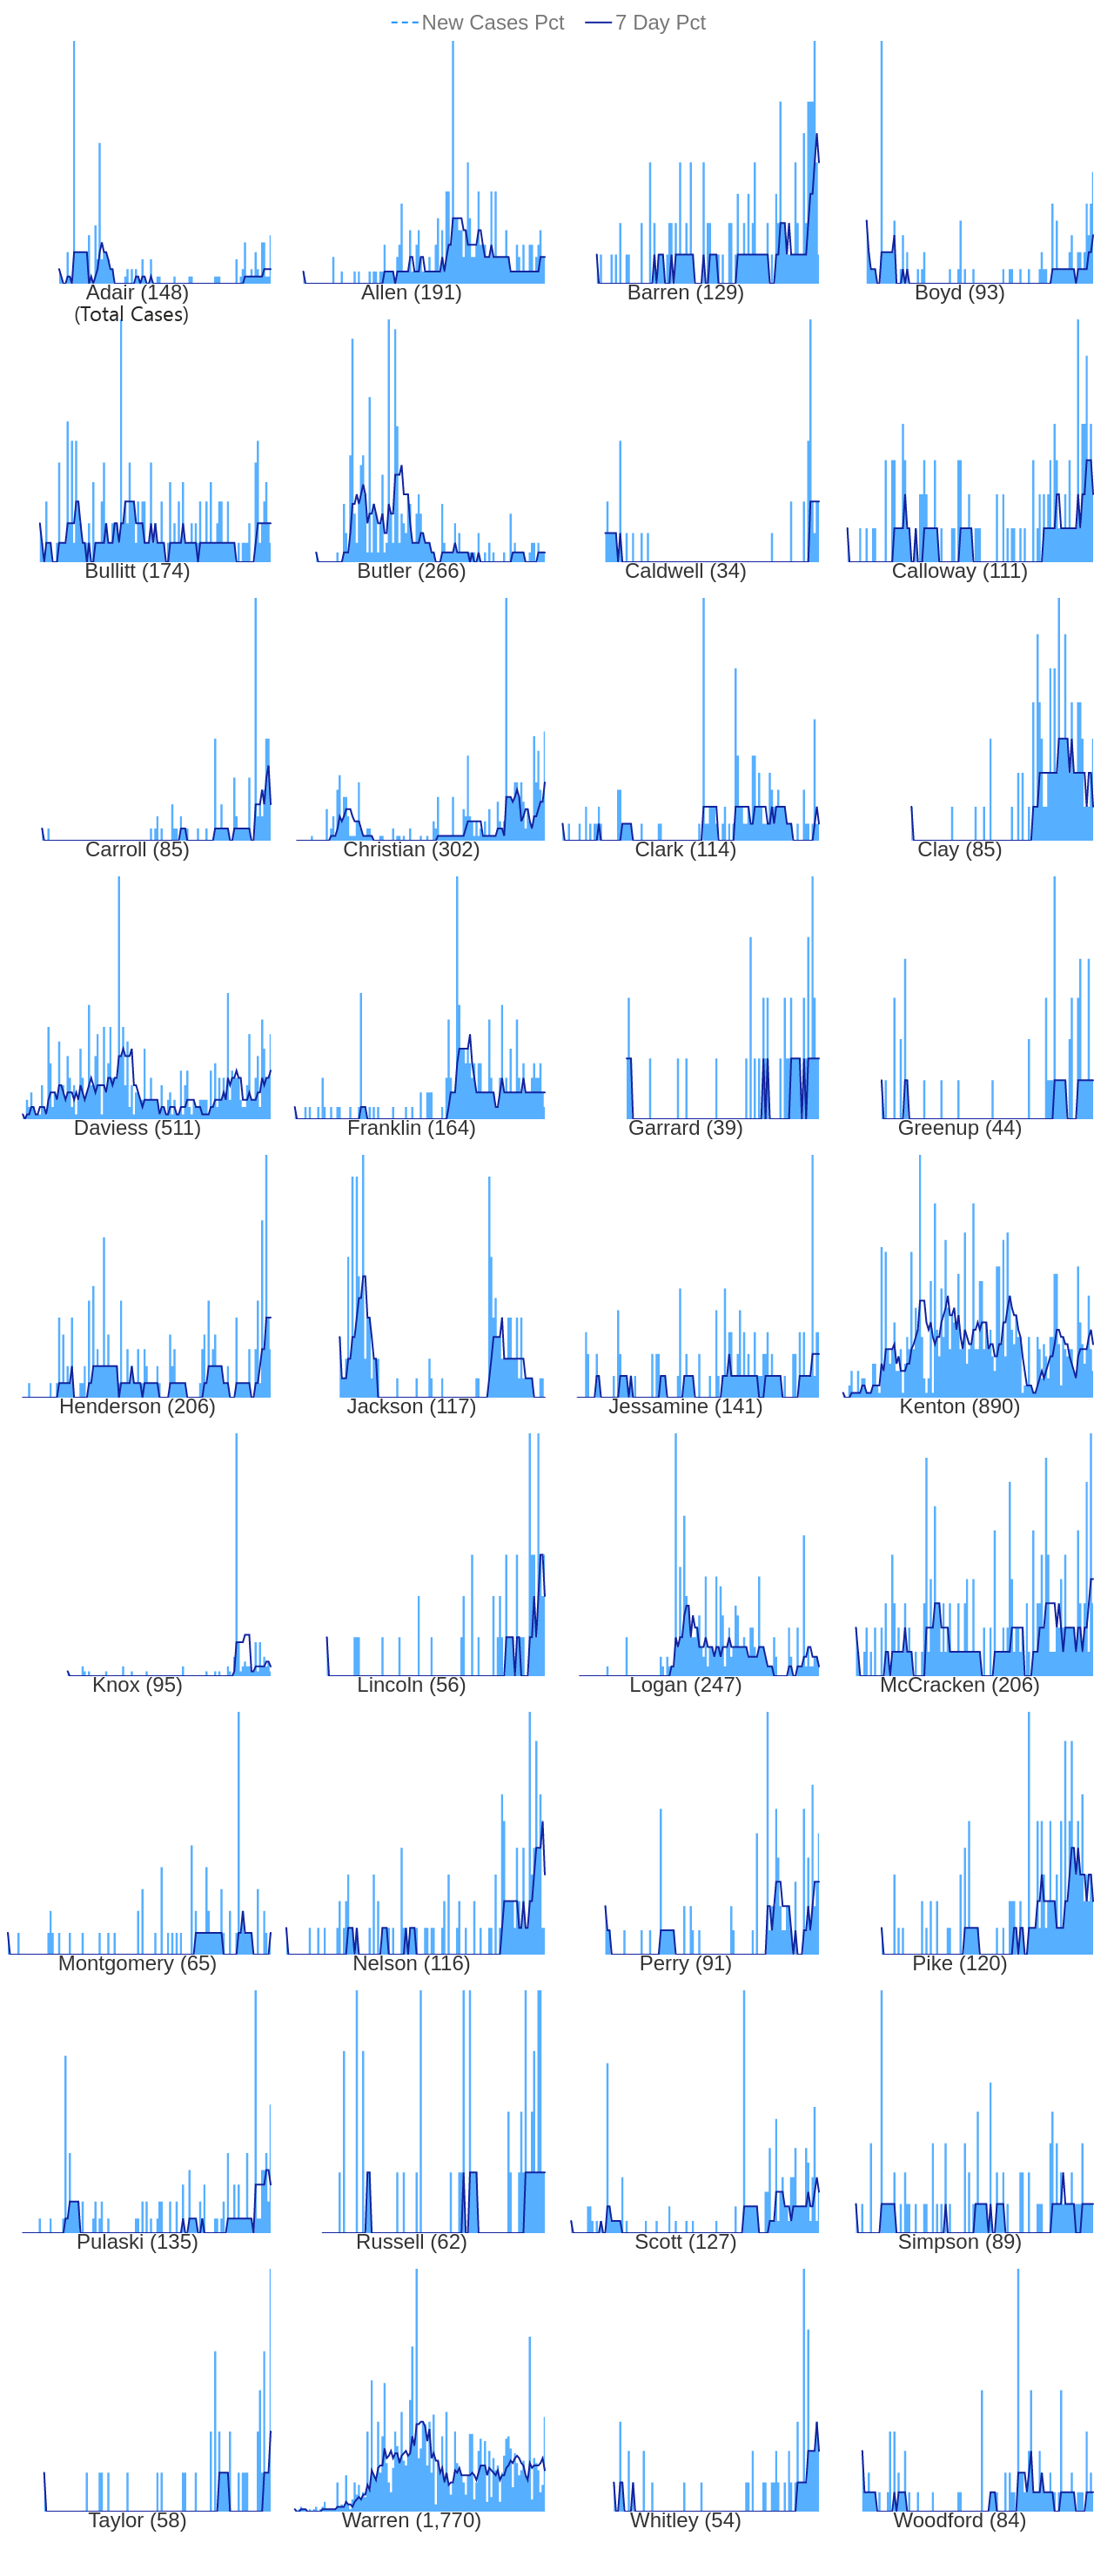 New Cases Pct 7 Day Pct
Adair (148) Allen (191) Barren (129) Boyd (93)
(Total Cases)
Bullitt (174) Butler (266) Caldwell (34) Calloway (111)
Carroll (85) Christian (302) Clark (114) Clay (85)
Daviess (511) Franklin (164) Garrard (39) Greenup (44)
Henderson (206) Jackson (117) Jessamine (141) Kenton (890)
Knox (95) Lincoln (56) Logan (247) McCracken (206)
Montgomery (65) Nelson (116) Perry (91) Pike (120)
Pulaski (135) Russell (62) Scott (127) Simpson (89)
Taylor (58) Warren (1,770) Whitley (54) Woodford (84)